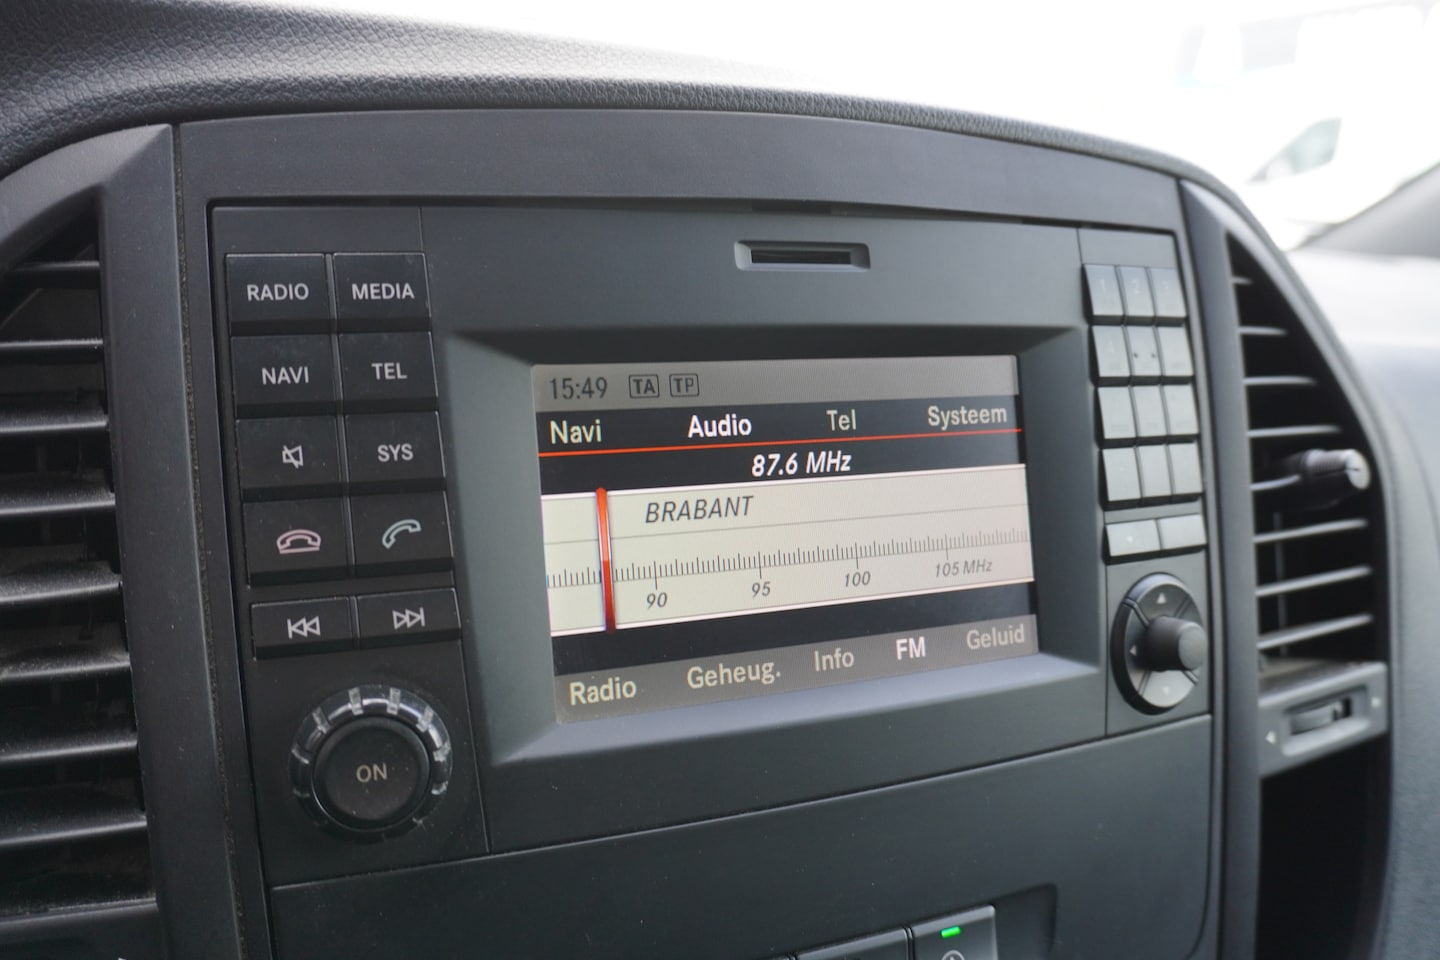 RADIO MEDIA
NAVI TEL
SYS
ON
15:49 TA TP
Navi Audio Tel Systeem
87.6 MHz
BRABANT
90 95 100 105 MHz
Radio Geheug. Info FM Geluid